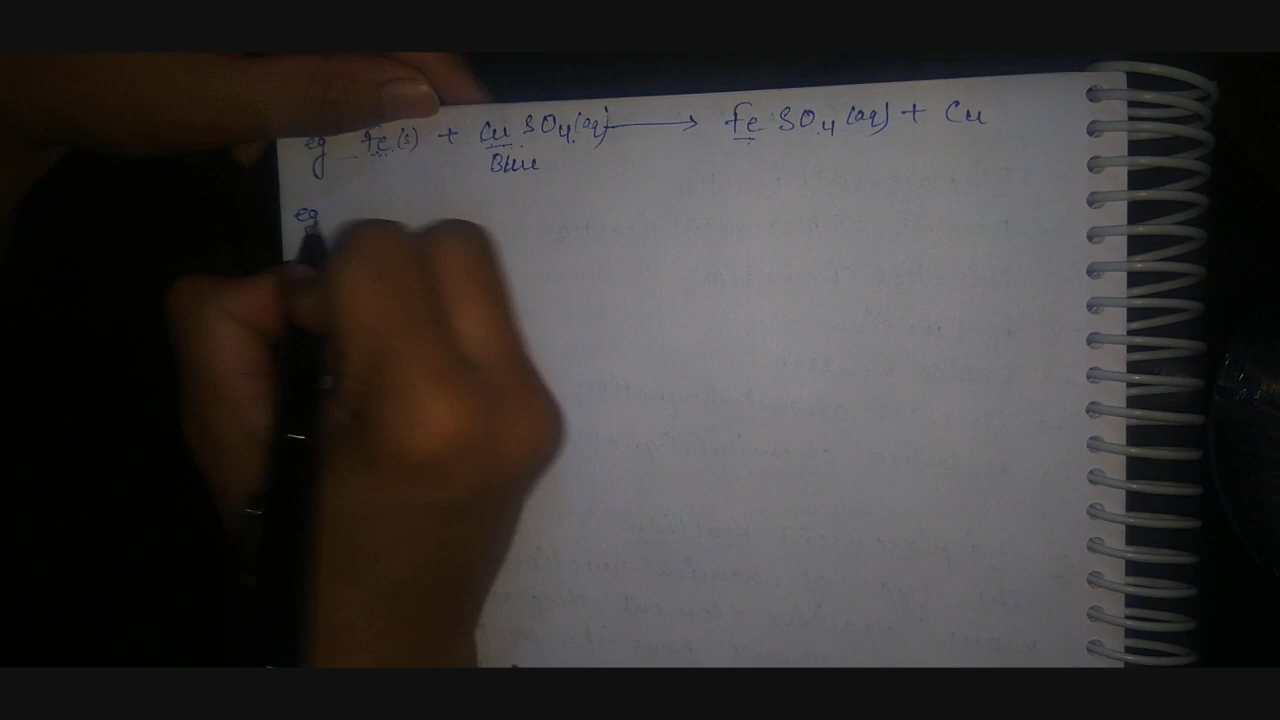 eg Fe(s) + CuSO4(aq) → FeSO4(aq) + Cu
Blue
eg